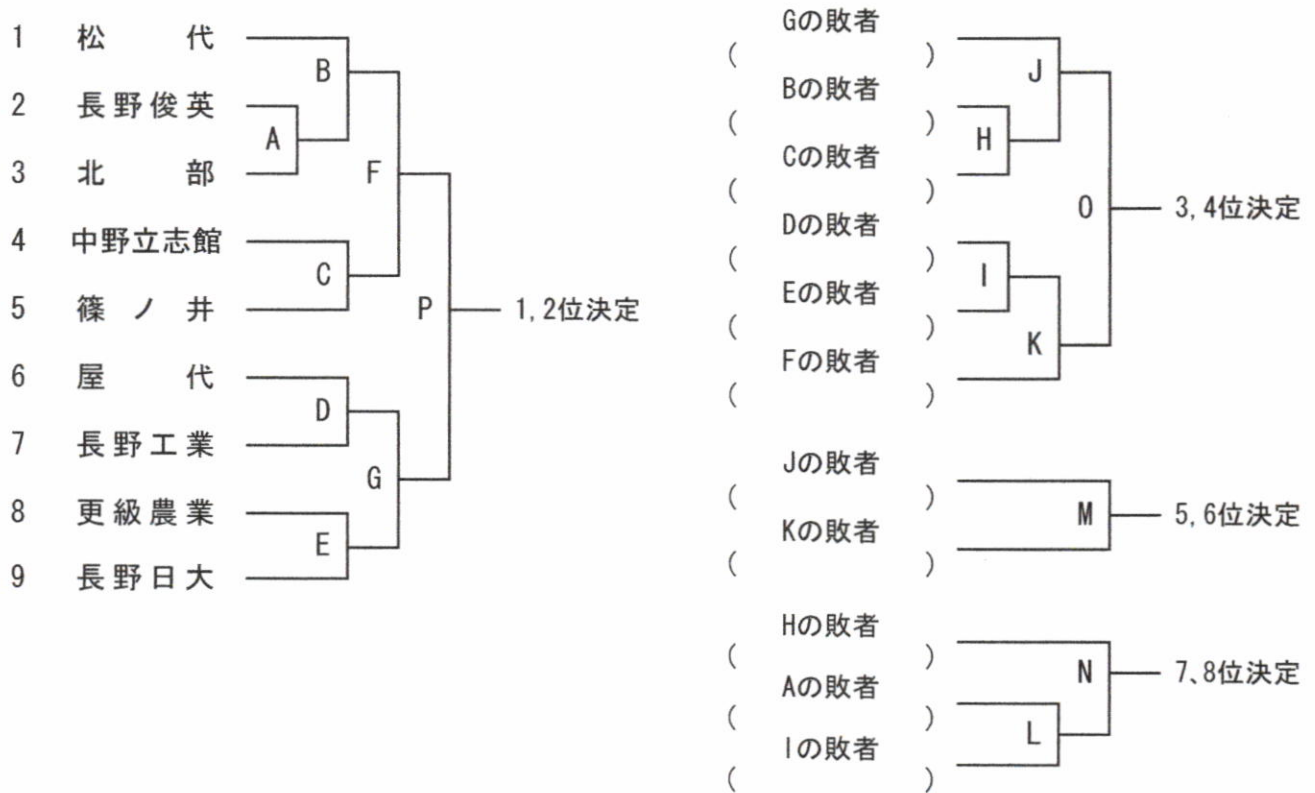 1 松代
2 長野俊英
3 北部
4 中野立志館
5 篠ノ井
6 屋代
7 長野工業
8 更級農業
9 長野日大
A
B
C
D
E
F
G
P
1,2位決定
Gの敗者
( )
Bの敗者
( )
Cの敗者
( )
Dの敗者
( )
Eの敗者
( )
Fの敗者
( )
H
I
J
K
O
3,4位決定
Jの敗者
( )
Kの敗者
( )
M
5,6位決定
Hの敗者
( )
Aの敗者
( )
Iの敗者
( )
L
N
7、8位決定